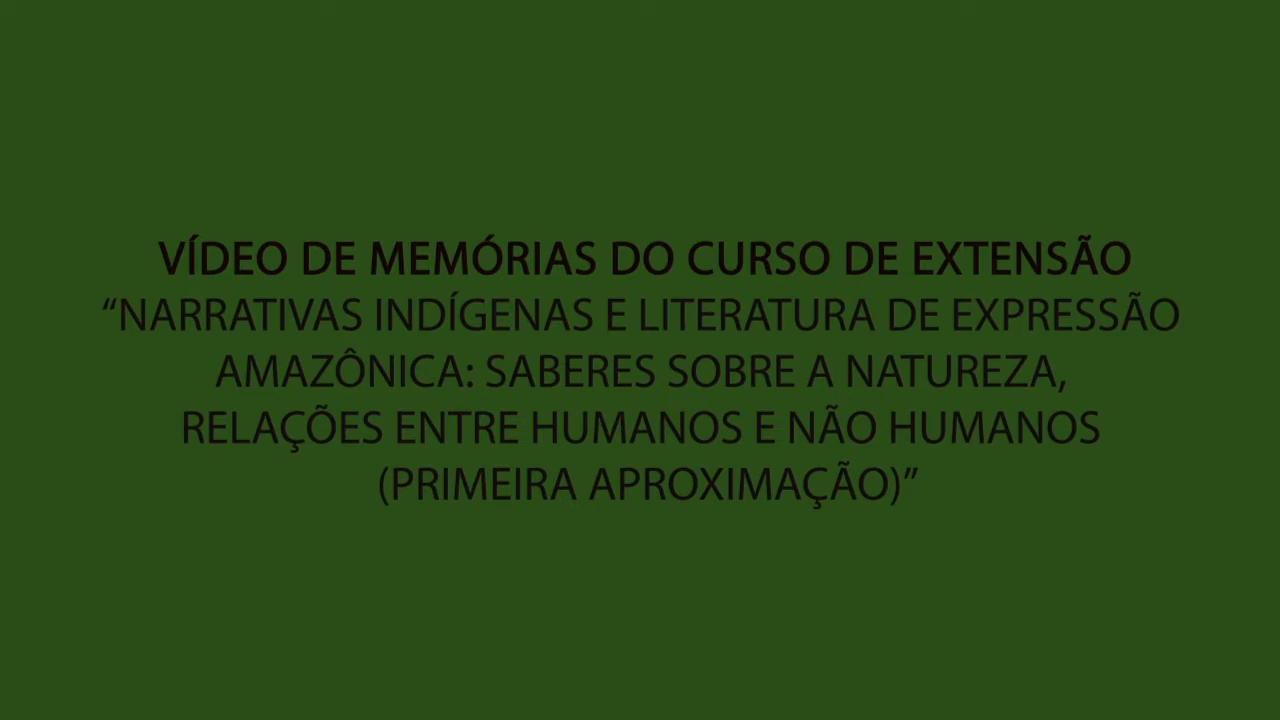 VÍDEO DE MEMÓRIAS DO CURSO DE EXTENSÃO
“NARRATIVAS INDÍGENAS E LITERATURA DE EXPRESSÃO
AMAZÔNICA: SABERES SOBRE A NATUREZA,
RELAÇÕES ENTRE HUMANOS E NÃO HUMANOS
(PRIMEIRA APROXIMAÇÃO)”